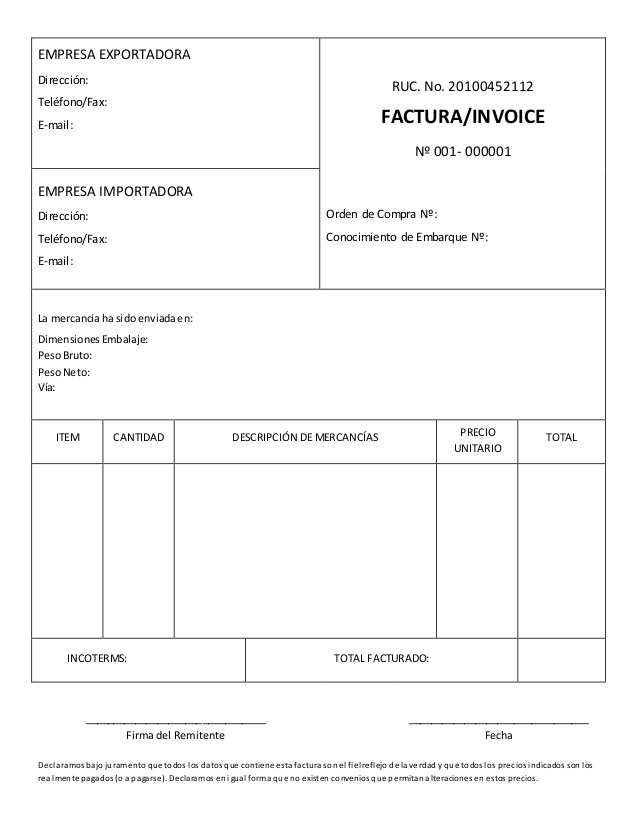 EMPRESA EXPORTADORA
Dirección:
Teléfono/Fax:
E-mail:
RUC. No. 20100452112
FACTURA/INVOICE
Nº 001- 000001
EMPRESA IMPORTADORA
Dirección:
Teléfono/Fax:
E-mail:
Orden de Compra Nº:
Conocimiento de Embarque Nº:
La mercancía ha sido enviada en:
Dimensiones Embalaje:
Peso Bruto:
Peso Neto:
Vía:
ITEM CANTIDAD DESCRIPCIÓN DE MERCANCÍAS PRECIO UNITARIO TOTAL
INCOTERMS: TOTAL FACTURADO:
Firma del Remitente Fecha
Declaramos bajo juramento que todos los datos que contiene esta factura son el fiel reflejo de la verdad y que todos los precios indicados son los
realmente pagados (o a pagarse). Declaramos en igual forma que no existen convenios que permitan alteraciones en estos precios.